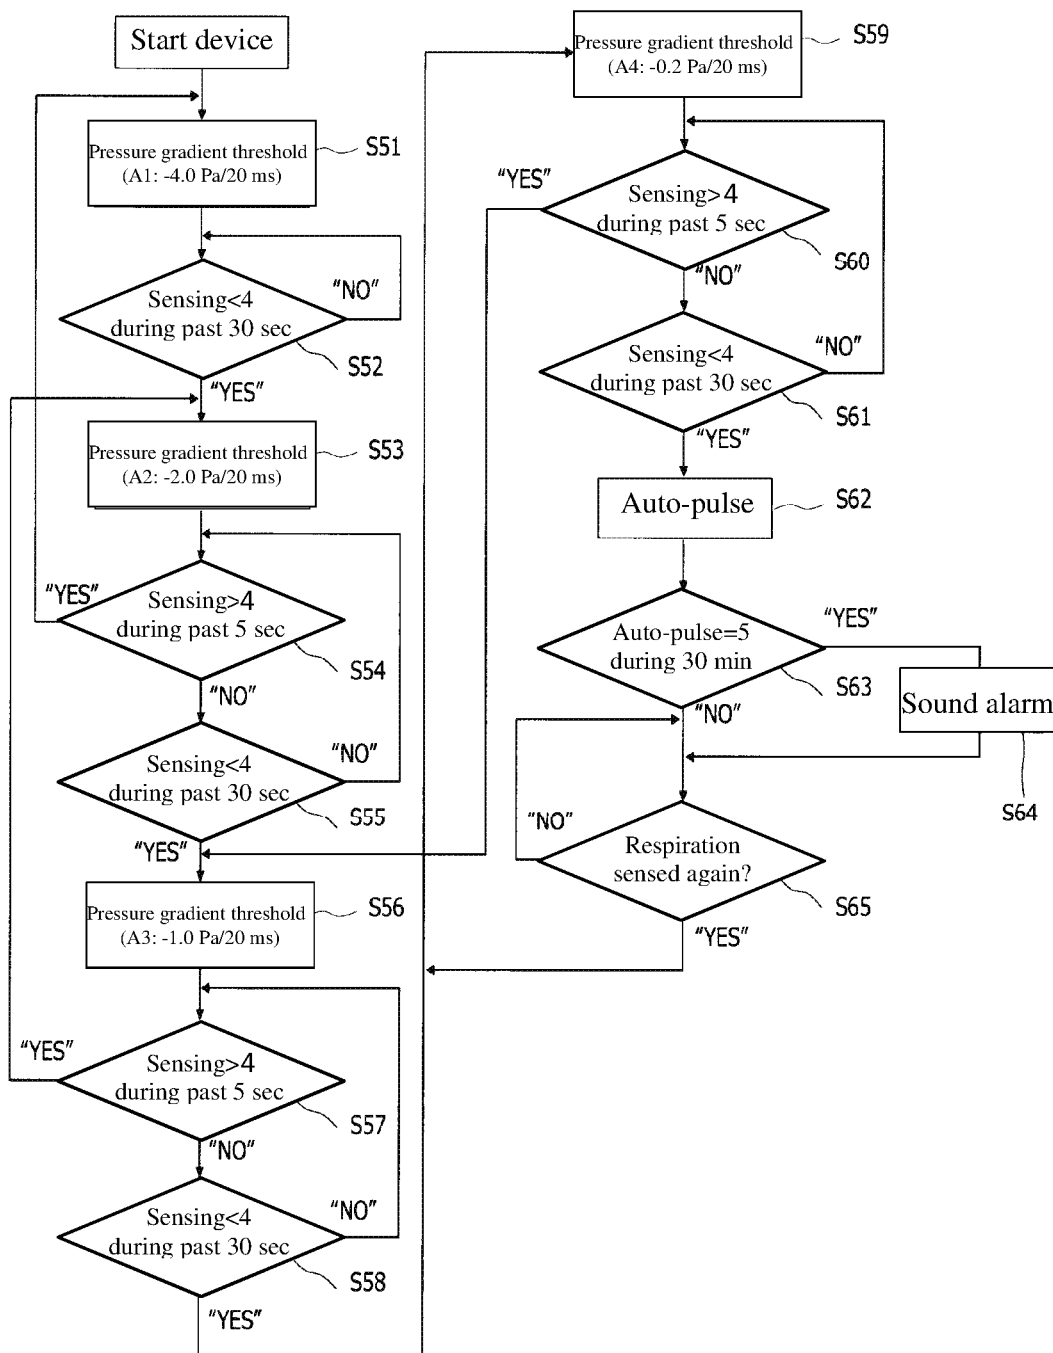 Start device
Pressure gradient threshold
(A1: -4.0 Pa/20 ms)
S51
Sensing<4
during past 30 sec
"NO"
S52
"YES"
Pressure gradient threshold
(A2: -2.0 Pa/20 ms)
S53
"YES"
Sensing>4
during past 5 sec
S54
"NO"
Sensing<4
during past 30 sec
"NO"
S55
"YES"
Pressure gradient threshold
(A3: -1.0 Pa/20 ms)
S56
"YES"
Sensing>4
during past 5 sec
S57
"NO"
Sensing<4
during past 30 sec
"NO"
S58
"YES"
Pressure gradient threshold
(A4: -0.2 Pa/20 ms)
S59
"YES"
Sensing>4
during past 5 sec
S60
"NO"
Sensing<4
during past 30 sec
"NO"
S61
"YES"
Auto-pulse
S62
Auto-pulse=5
during 30 min
"YES"
S63
"NO"
Sound alarm
S64
"NO"
Respiration
sensed again?
S65
"YES"